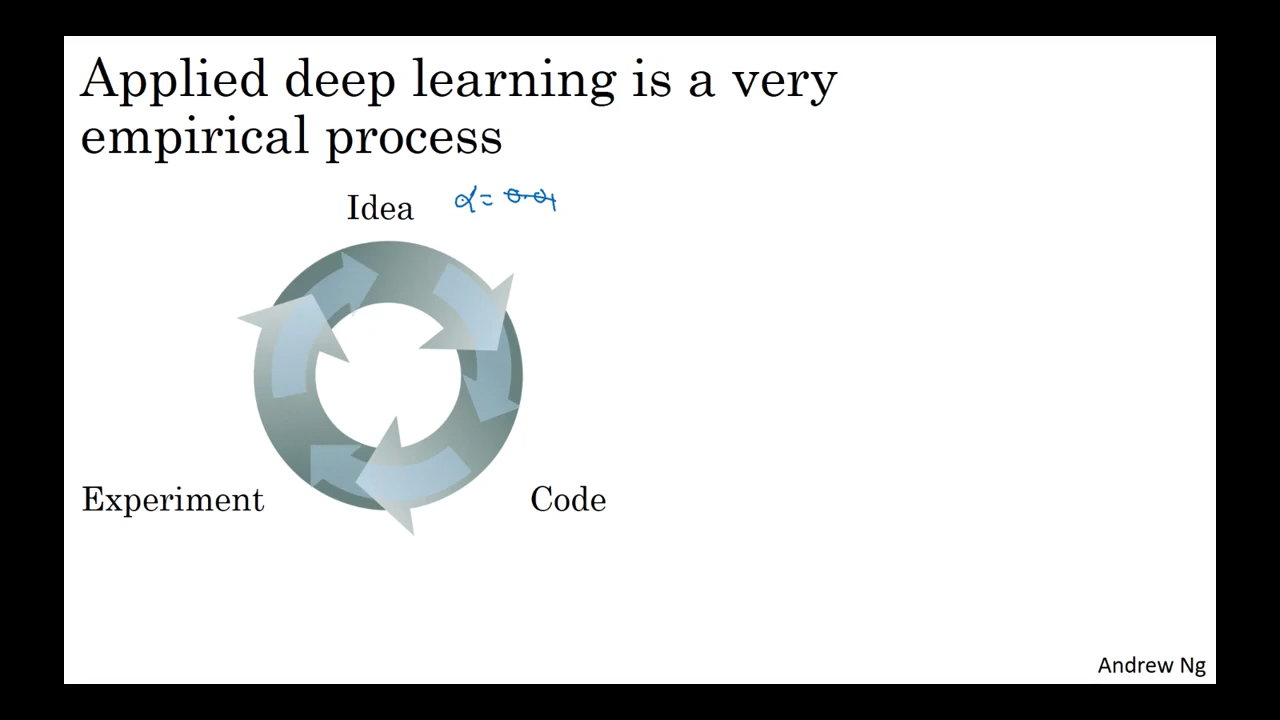 Applied deep learning is a very
empirical process
Idea
α = 0.01
Experiment
Code
Andrew Ng